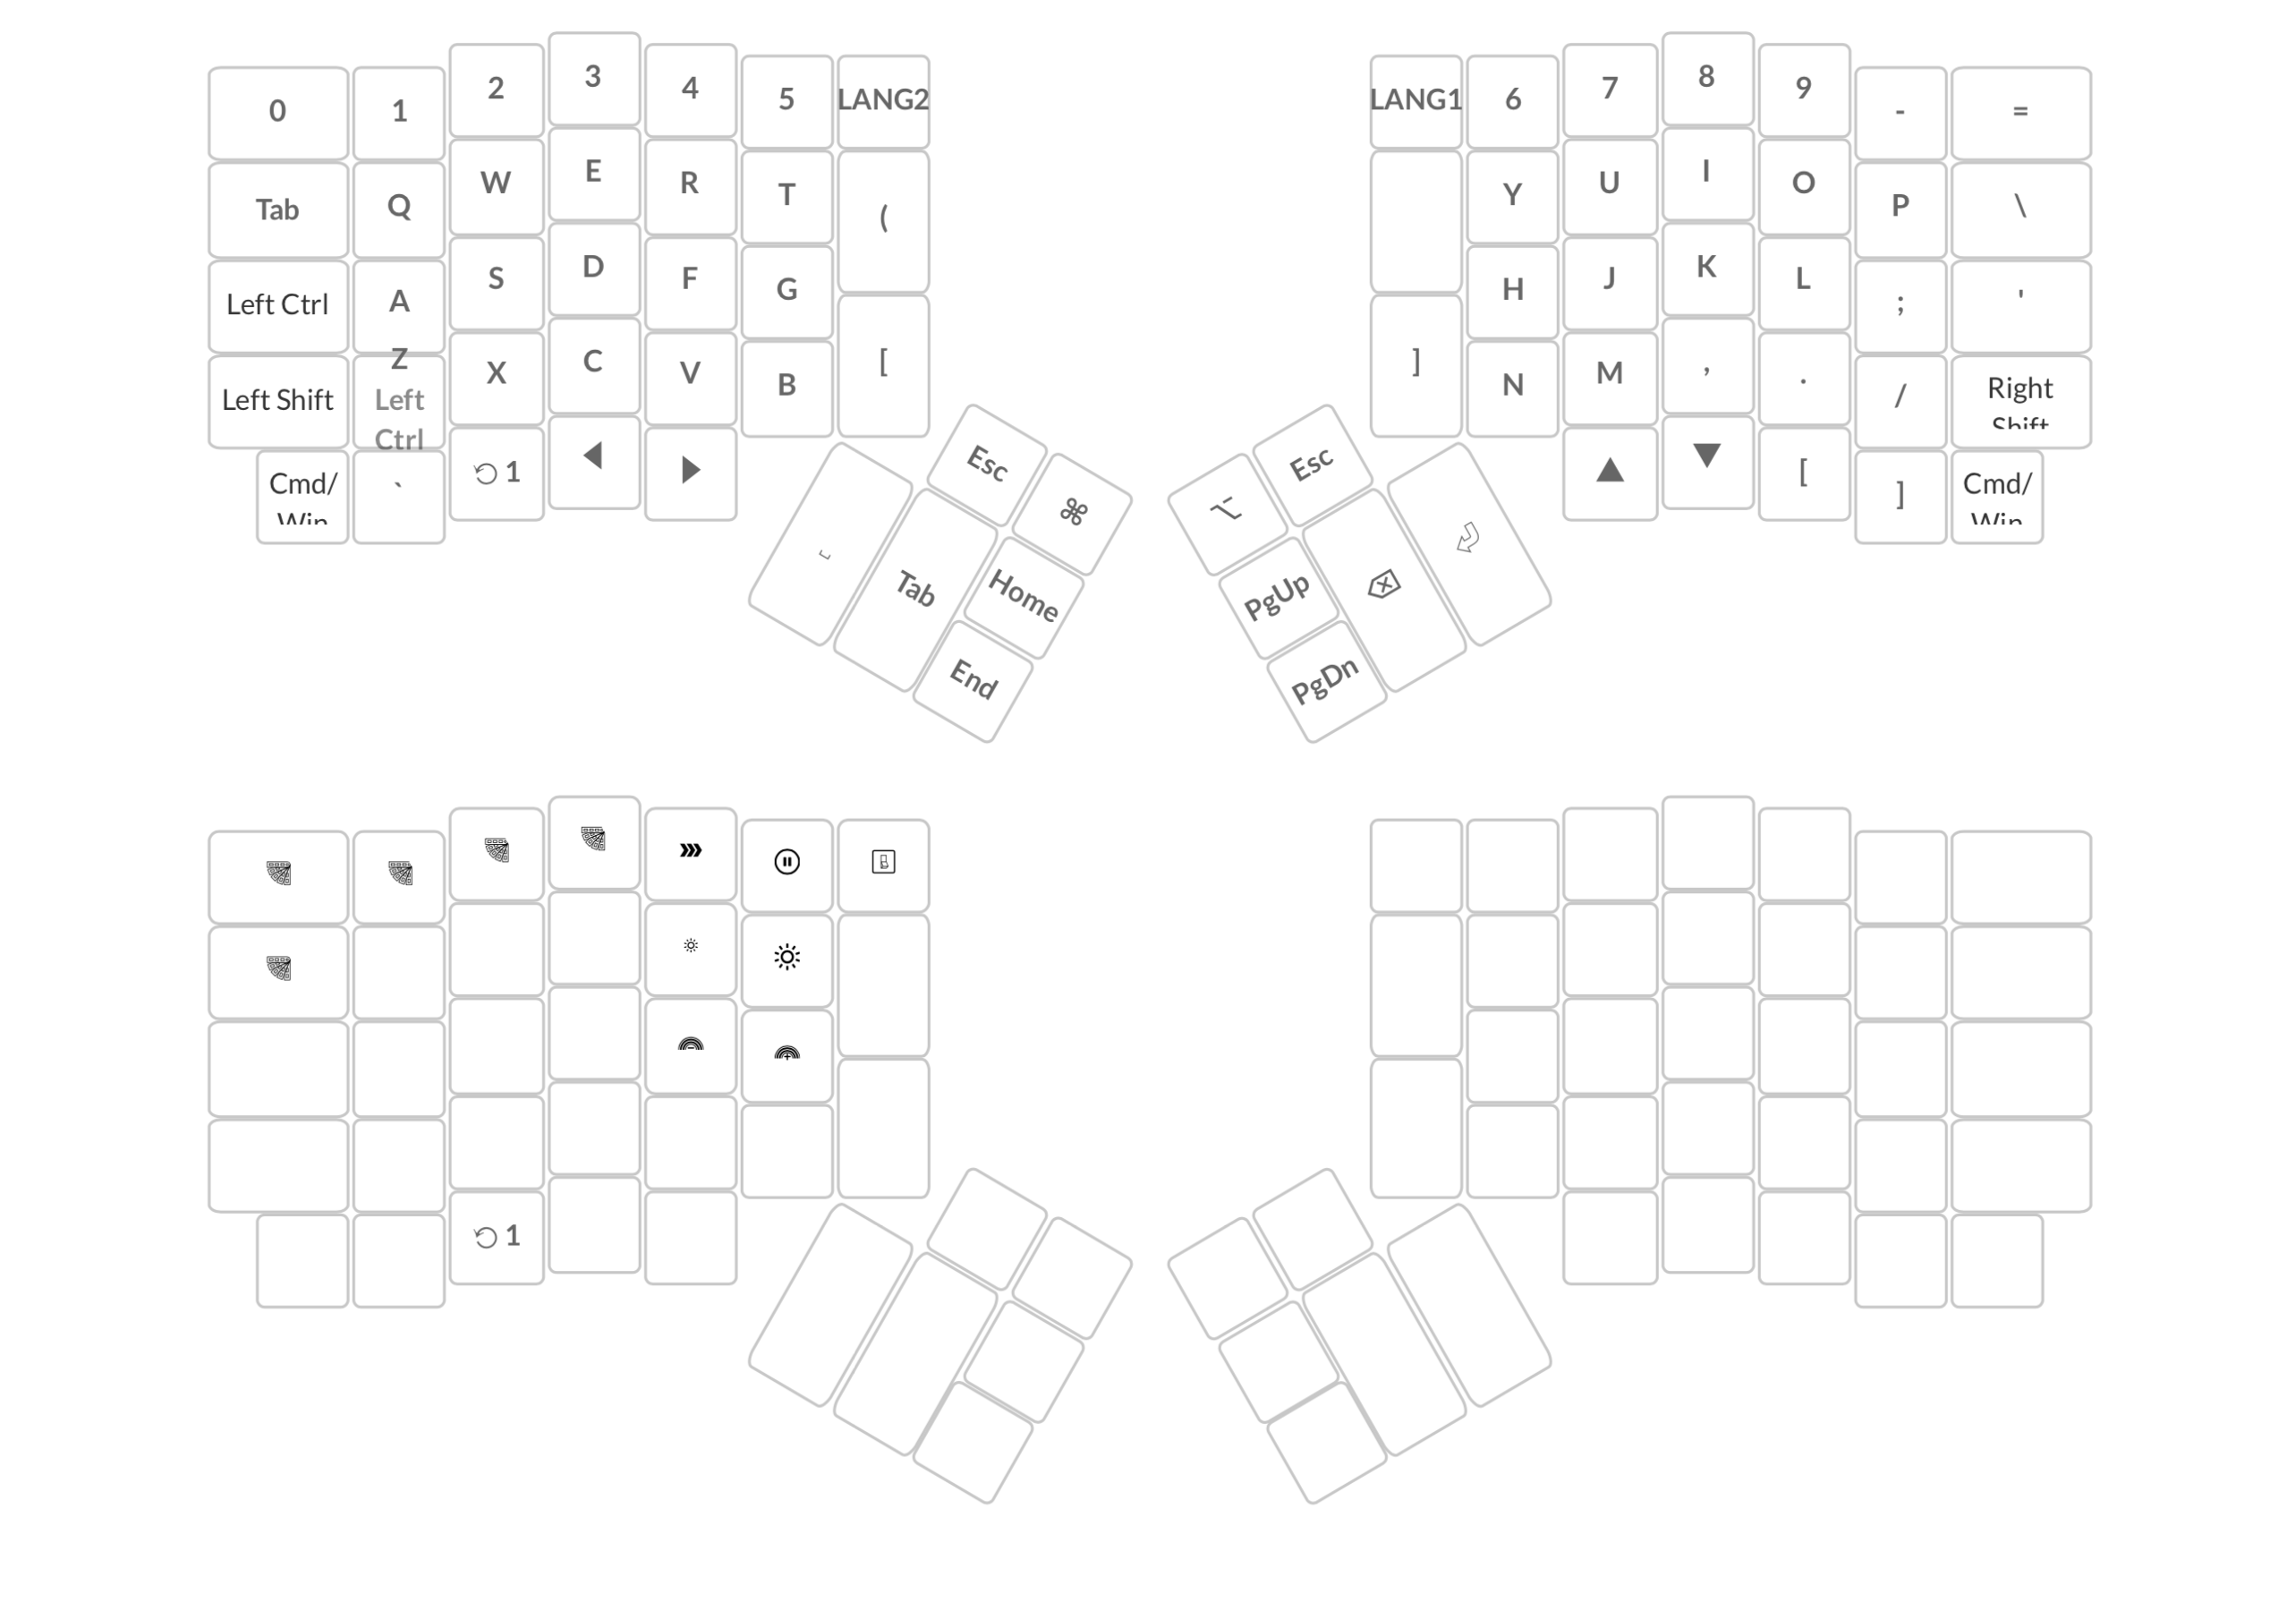 0 1 2 3 4 5 LANG2 LANG1 6 7 8 9 - =
Tab Q W E R T ( Y U I O P \
Left Ctrl A S D F G H J K L ; '
Left Shift Z X C V B [ ] N M , . / Right
Left
Ctrl
Shift
Cmd/ ` 1 ◀ ▶ ▲ ▼ [ ] Cmd/
Win Win
Esc ⌘ ⌥ Esc
Tab Home PgUp
End PgDn
1